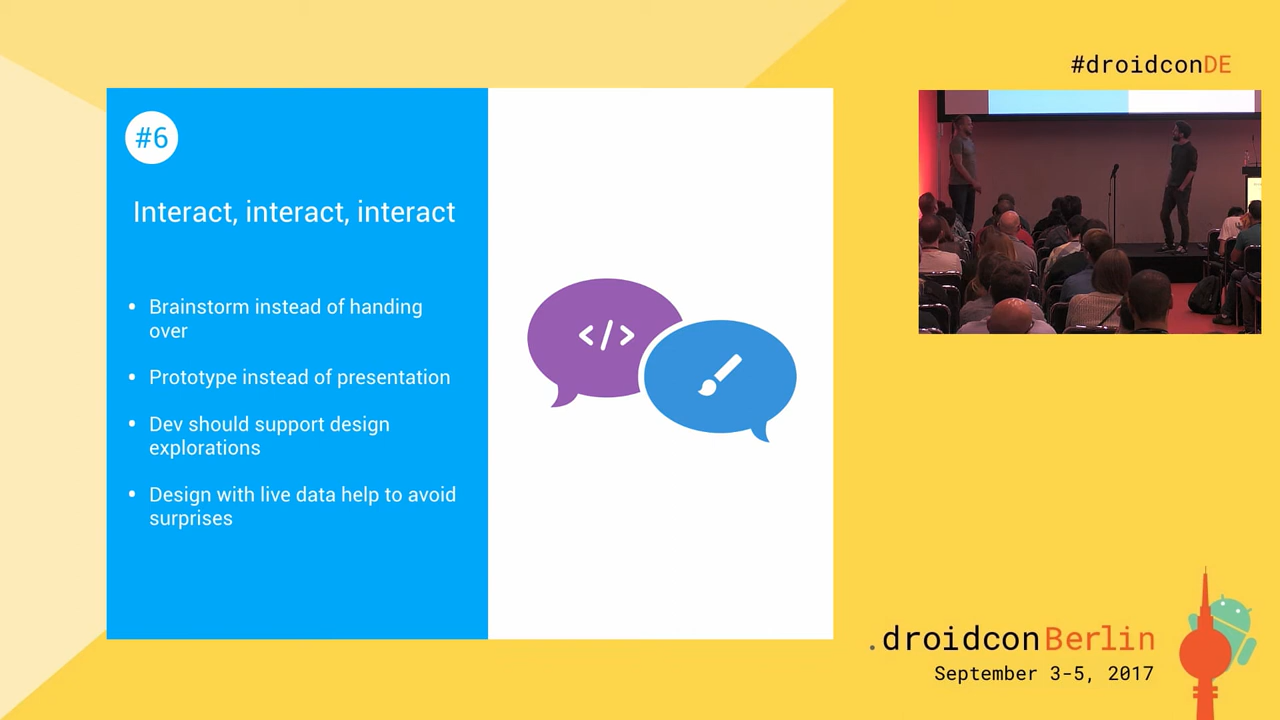 #droidconDE
#6
Interact, interact, interact
• Brainstorm instead of handing
over
• Prototype instead of presentation
• Dev should support design
explorations
• Design with live data help to avoid
surprises
</>
.droidconBerlin
September 3-5, 2017